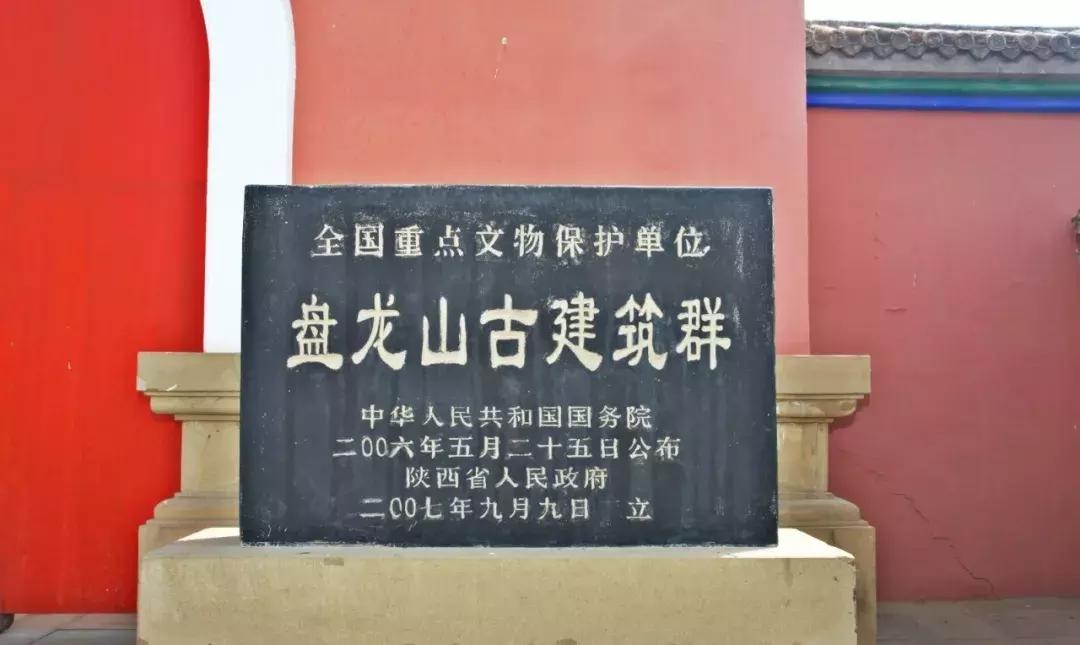 全国重点文物保护单位
盘龙山古建筑群
中华人民共和国国务院
二00六年五月二十五日公布
陕西省人民政府
二00七年九月九日 立